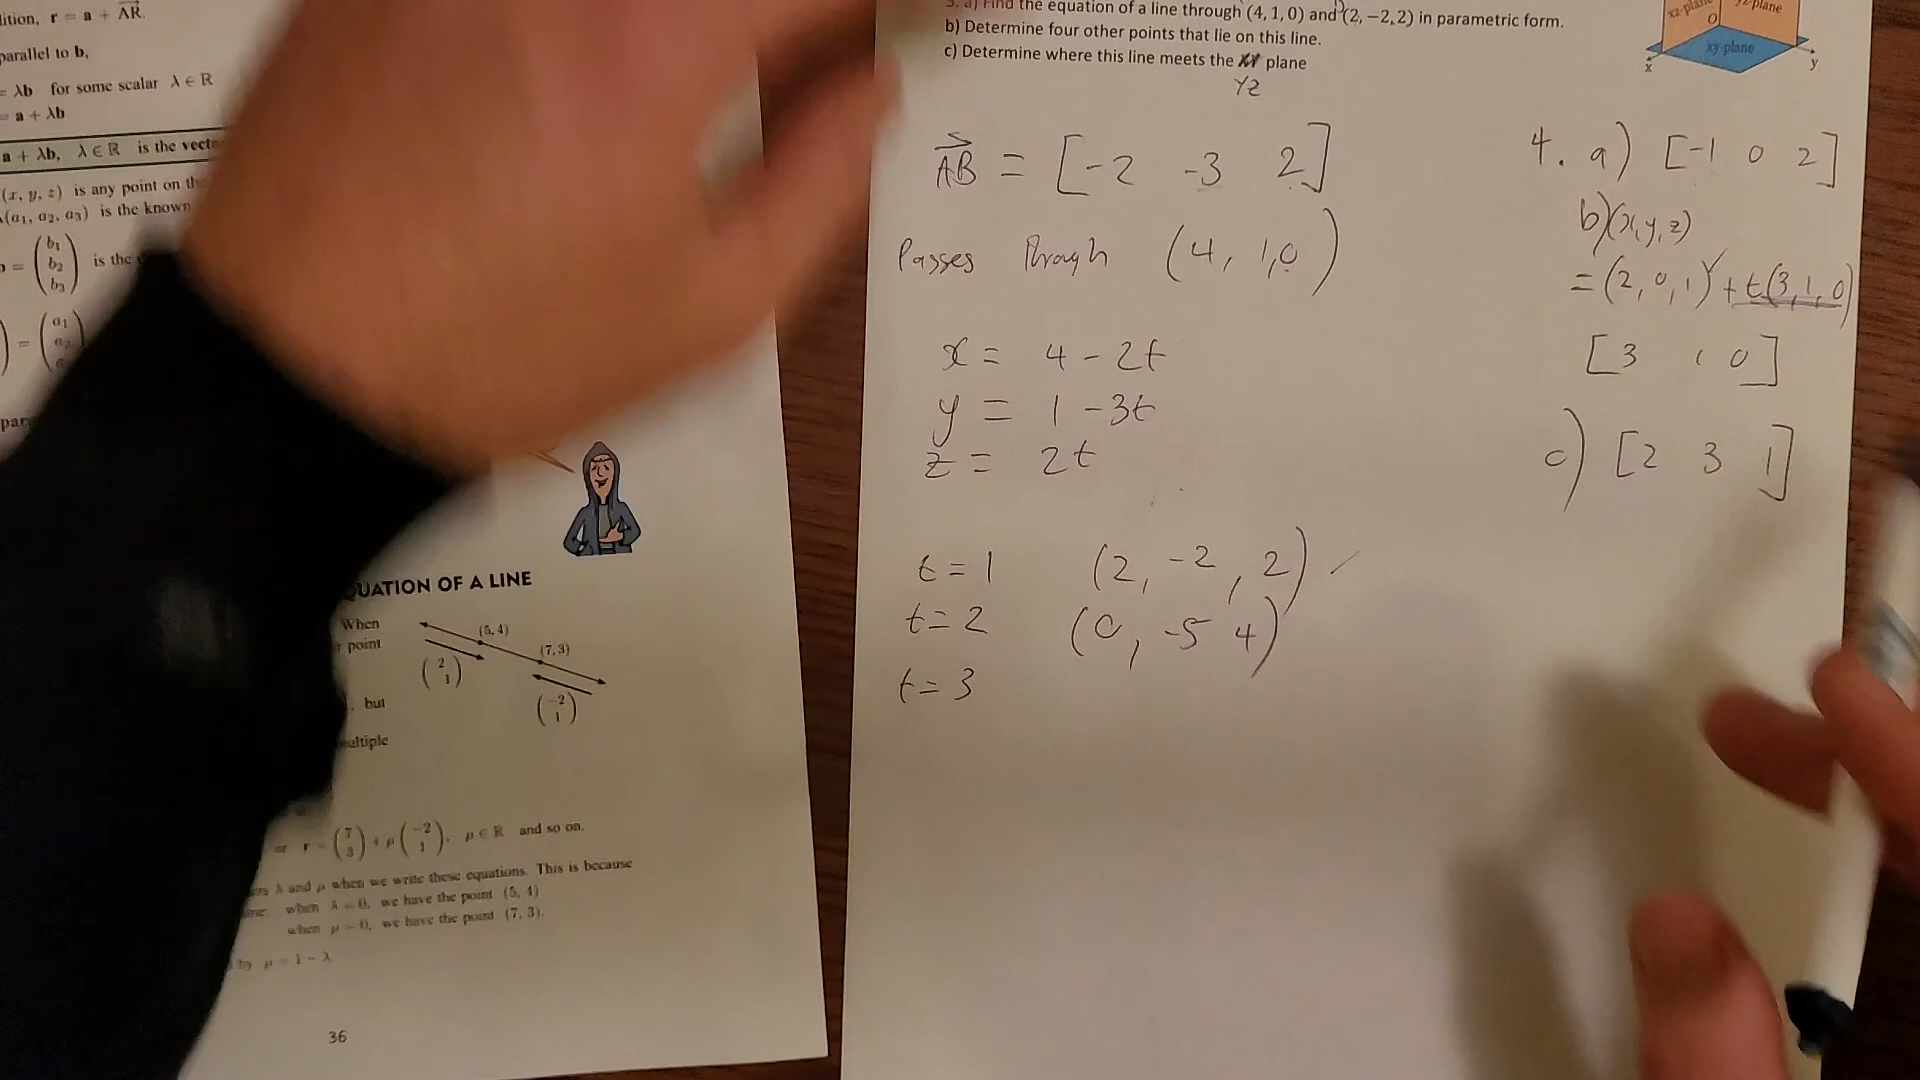 lition, r = a + AR.
parallel to b,
= λb for some scalar λ ∈ ℝ
= a + λb
a + λb, λ ∈ ℝ is the vect
(x, y, z) is any point on th
(a₁, a₂, a₃) is the known
= (b₁ b₂ b₃) is the
= (a₁ a₂
par
QUATION OF A LINE
When
point
(5, 4)
(7, 3)
(2 1)
(-2 1)
but
multiple
or r = (7 3) + μ(-2 1), μ ∈ ℝ and so on.
ers λ and μ when we write these equations. This is because
when λ = 0, we have the point (5, 4)
when μ = 0, we have the point (7, 3).
by μ = 1 - λ
36
3. a) Find the equation of a line through (4, 1, 0) and (2, −2, 2) in parametric form.
b) Determine four other points that lie on this line.
c) Determine where this line meets the plane
YZ
xz-plane
yz-plane
O
xy-plane
x
y
AB = [-2 -3 2]
Passes through (4, 1, 0)
x = 4 - 2t
y = 1 - 3t
z = 2t
t = 1 (2, -2, 2)
t = 2 (0, -5 4)
t = 3
4. a) [-1 0 2]
b) (x, y, z)
= (2, 0, 1) + t(3, 1, 0)
[3 1 0]
c) [2 3 1]